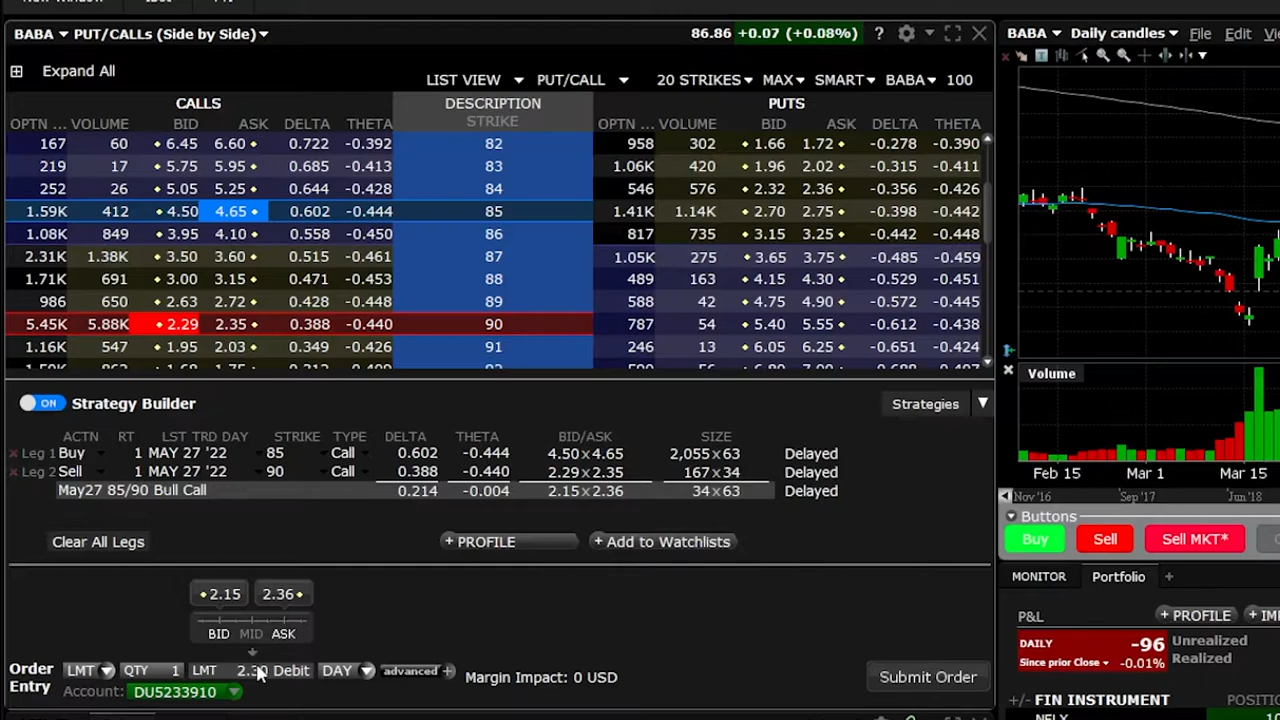 BABA PUT/CALLs (Side by Side) 86.86 +0.07 (+0.08%) ?
Expand All
LIST VIEW PUT/CALL 20 STRIKES MAX SMART BABA 100
CALLS DESCRIPTION PUTS
OPTN ... VOLUME BID ASK DELTA THETA STRIKE OPTN ... VOLUME BID ASK DELTA THETA
167 60 6.45 6.60 0.722 -0.392 82 958 302 1.66 1.72 -0.278 -0.390
219 17 5.75 5.95 0.685 -0.413 83 1.06K 420 1.96 2.02 -0.315 -0.411
252 26 5.05 5.25 0.644 -0.428 84 546 576 2.32 2.36 -0.356 -0.426
1.59K 412 4.50 4.65 0.602 -0.444 85 1.41K 1.14K 2.70 2.75 -0.398 -0.442
1.08K 849 3.95 4.10 0.558 -0.450 86 817 735 3.15 3.25 -0.442 -0.448
2.31K 1.38K 3.50 3.60 0.515 -0.461 87 1.05K 275 3.65 3.75 -0.485 -0.459
1.71K 691 3.00 3.15 0.471 -0.453 88 489 163 4.15 4.30 -0.529 -0.451
986 650 2.63 2.72 0.428 -0.448 89 588 42 4.75 4.90 -0.572 -0.445
5.45K 5.88K 2.29 2.35 0.388 -0.440 90 787 54 5.40 5.55 -0.612 -0.438
1.16K 547 1.95 2.03 0.349 -0.426 91 246 13 6.05 6.25 -0.651 -0.424
ON Strategy Builder Strategies
ACTN RT LST TRD DAY STRIKE TYPE DELTA THETA BID/ASK SIZE
Leg 1 Buy 1 MAY 27 '22 85 Call 0.602 -0.444 4.50x4.65 2,055x63 Delayed
Leg 2 Sell 1 MAY 27 '22 90 Call 0.388 -0.440 2.29x2.35 167x34 Delayed
May27 85/90 Bull Call 0.214 -0.004 2.15x2.36 34x63 Delayed
Clear All Legs + PROFILE + Add to Watchlists
2.15 2.36
BID MID ASK
Order Entry LMT QTY 1 LMT Debit DAY advanced + Margin Impact: 0 USD Submit Order
Account: DU5233910
BABA Daily candles File Edit
Volume
Feb 15 Mar 1 Mar 15
Nov'16 Sep'17 Jun'18
Buttons
Buy Sell Sell MKT*
MONITOR Portfolio +
P&L + PROFILE
DAILY -96 Unrealized
Since prior Close -0.01% Realized
+/- FIN INSTRUMENT